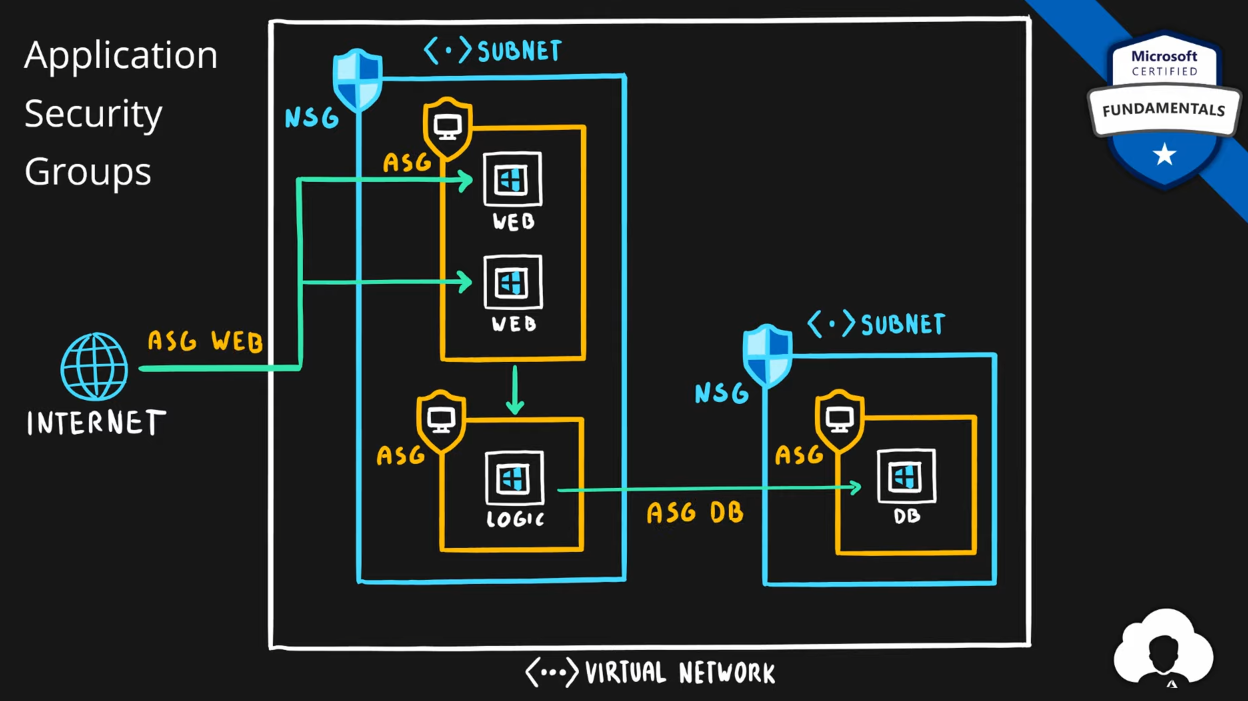 Application
Security
Groups
<·> SUBNET
NSG
ASG
WEB
WEB
ASG WEB
INTERNET
ASG
LOGIC
ASG DB
<·> SUBNET
NSG
ASG
DB
<···> VIRTUAL NETWORK
Microsoft
CERTIFIED
FUNDAMENTALS